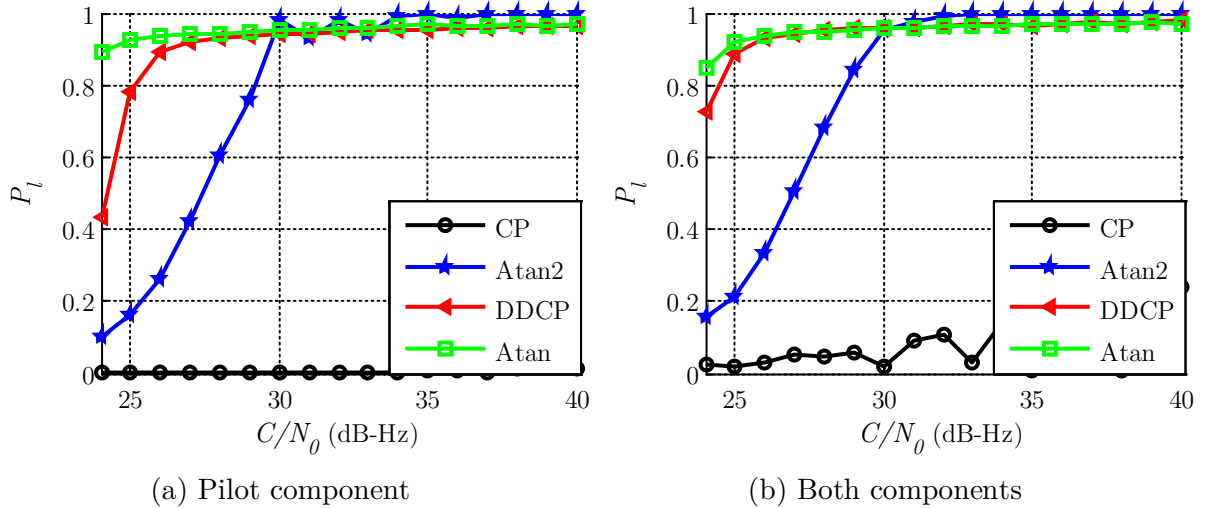 1
0.8
0.6
0.4
0.2
0
P_l
25
30
35
40
C/N_0 (dB-Hz)
CP
Atan2
DDCP
Atan
(a) Pilot component
1
0.8
0.6
0.4
0.2
0
P_l
25
30
35
40
C/N_0 (dB-Hz)
CP
Atan2
DDCP
Atan
(b) Both components